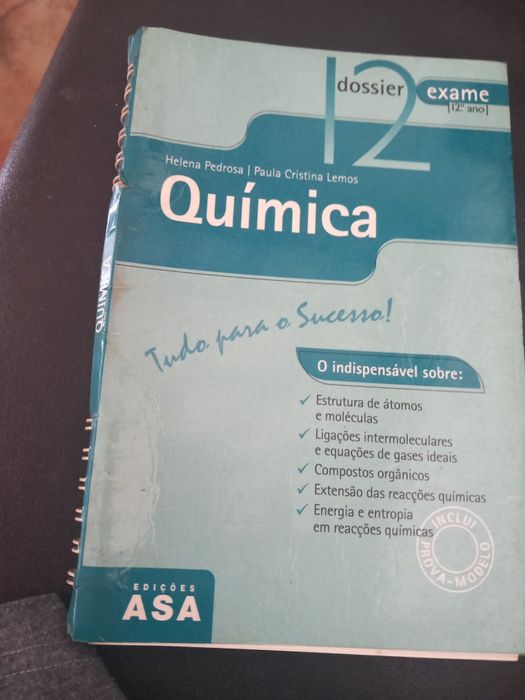 12
dossier exame
|12.º ano|
Helena Pedrosa | Paula Cristina Lemos
Química
QUÍMICA
Tudo para o Sucesso!
O indispensável sobre:
✓ Estrutura de átomos
e moléculas
✓ Ligações intermoleculares
e equações de gases ideais
✓ Compostos orgânicos
✓ Extensão das reacções químicas
✓ Energia e entropia
em reacções químicas
INCLUI
PROVA-MODELO
EDIÇÕES
ASA